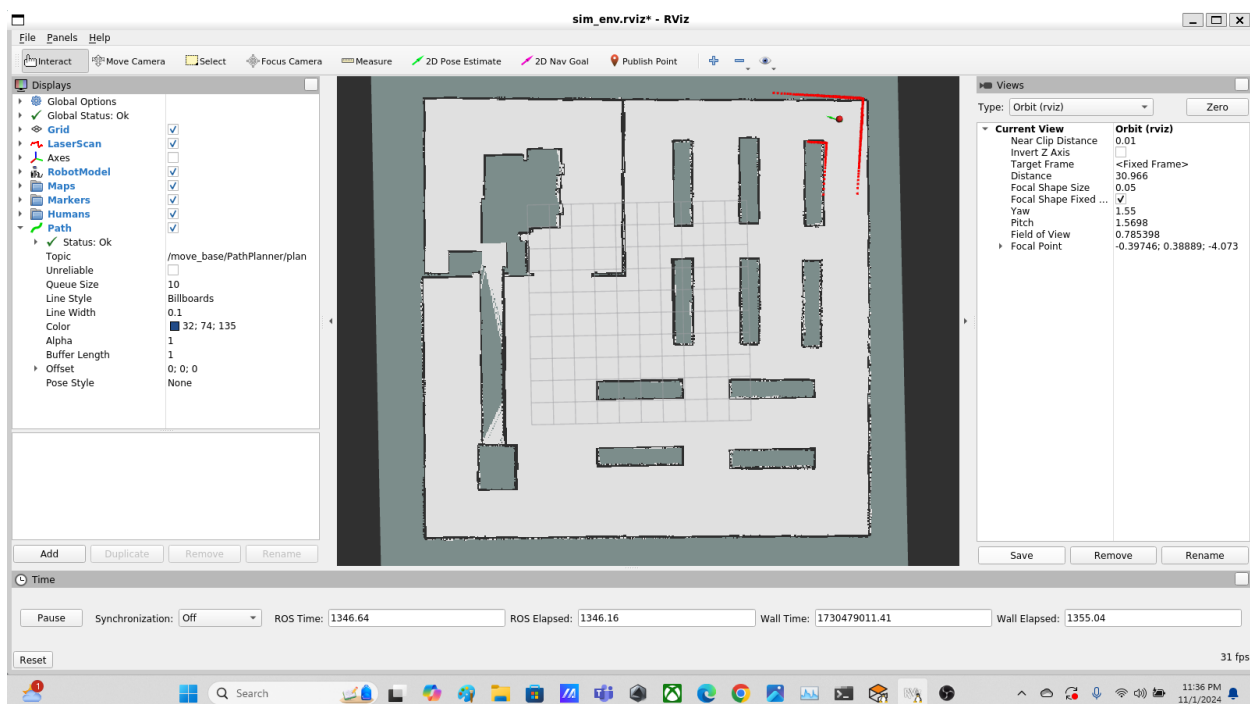 sim_env.rviz* - RViz
File Panels Help
Interact Move Camera Select Focus Camera Measure 2D Pose Estimate 2D Nav Goal Publish Point
Displays
Global Options
Global Status: Ok
Grid
LaserScan
Axes
RobotModel
Maps
Markers
Humans
Path
Status: Ok
Topic /move_base/PathPlanner/plan
Unreliable
Queue Size 10
Line Style Billboards
Line Width 0.1
Color 32; 74; 135
Alpha 1
Buffer Length 1
Offset 0; 0; 0
Pose Style None
Add Duplicate Remove Rename
Views
Type: Orbit (rviz) Zero
Current View Orbit (rviz)
Near Clip Distance 0.01
Invert Z Axis
Target Frame <Fixed Frame>
Distance 30.966
Focal Shape Size 0.05
Focal Shape Fixed ...
Yaw 1.55
Pitch 1.5698
Field of View 0.785398
Focal Point -0.39746; 0.38889; -4.073
Save Remove Rename
Time
Pause Synchronization: Off ROS Time: 1346.64 ROS Elapsed: 1346.16 Wall Time: 1730479011.41 Wall Elapsed: 1355.04
Reset 31 fps
1 Search 11:36 PM
11/1/2024